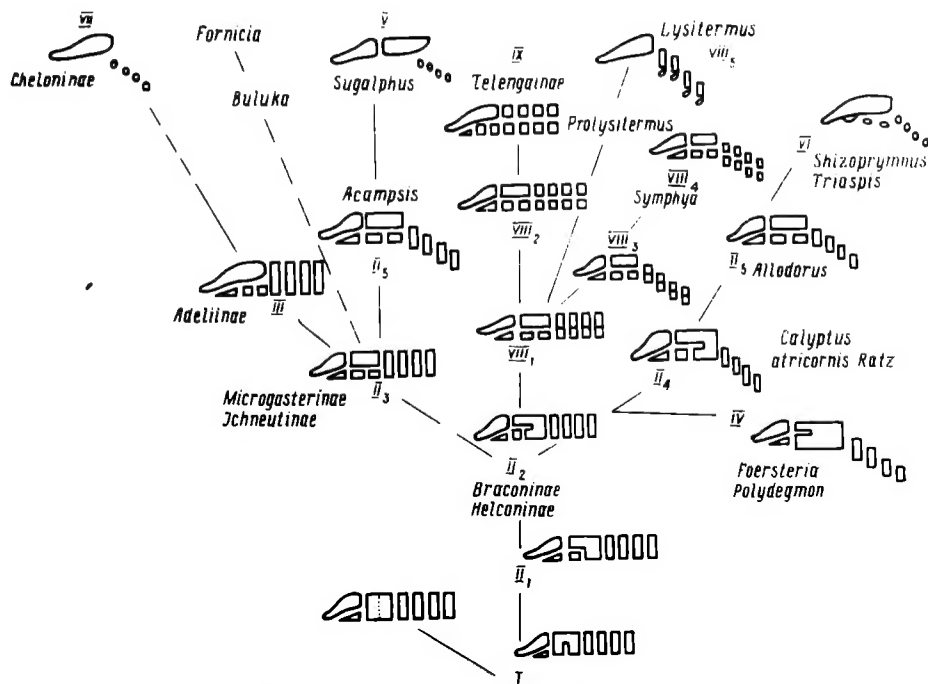 VII
Cheloninae
Fornicia
Buluka
V
Sugalphus
IX
Telengainae
Lysitermus
VIII5
Prolysitermus
VI
Shizoprymnus
Triaspis
VIII4
Symphya
Acampsis
II5
VIII2
VIII3
II5 Allodorus
Adeliinae
III
VIII1
II4
Calyptus
atricornis Ratz
Microgasterinae
Ichneutinae
II3
IV
Foersteria
Polydegmon
II2
Braconinae
Helconinae
II1
I